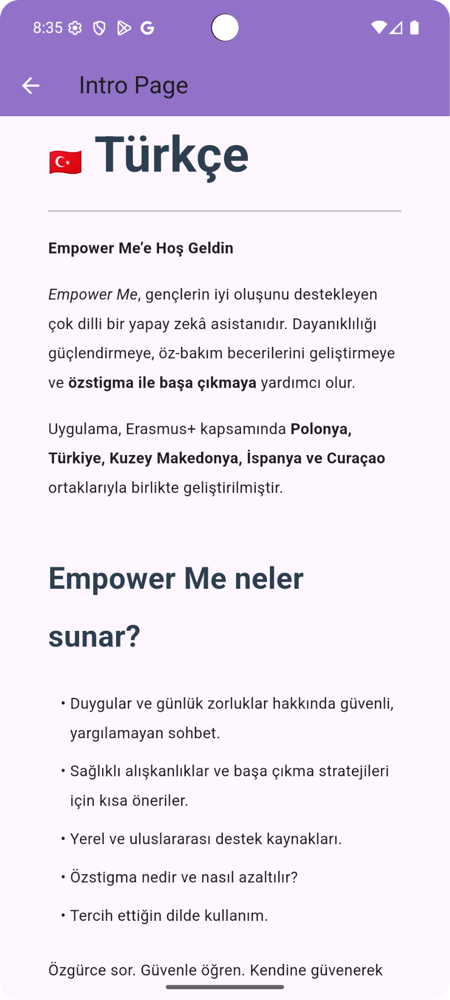 8:35
Intro Page
Türkçe
Empower Me’e Hoş Geldin
Empower Me, gençlerin iyi oluşunu destekleyen
çok dilli bir yapay zekâ asistanıdır. Dayanıklılığı
güçlendirmeye, öz-bakım becerilerini geliştirmeye
ve özstigma ile başa çıkmaya yardımcı olur.
Uygulama, Erasmus+ kapsamında Polonya,
Türkiye, Kuzey Makedonya, İspanya ve Curaçao
ortaklarıyla birlikte geliştirilmiştir.
Empower Me neler
sunar?
• Duygular ve günlük zorluklar hakkında güvenli,
yargılamayan sohbet.
• Sağlıklı alışkanlıklar ve başa çıkma stratejileri
için kısa öneriler.
• Yerel ve uluslararası destek kaynakları.
• Özstigma nedir ve nasıl azaltılır?
• Tercih ettiğin dilde kullanım.
Özgürce sor. Güvenle öğren. Kendine güvenerek